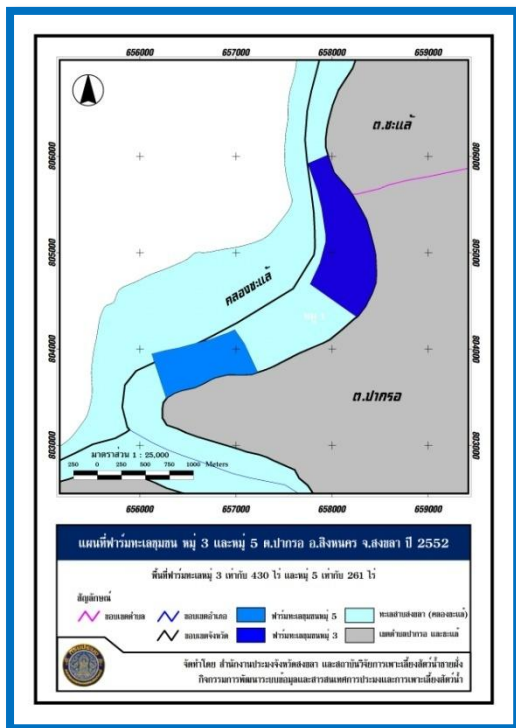 656000 657000 658000 659000
ต.ชะแล้
806000 806000
805000 805000
คลองชะแล้
804000 804000
ต.ปากรอ
803000 803000
มาตราส่วน 1 : 25,000
250 0 250 500 750 1000 Meters
656000 657000 658000 659000
แผนที่ฟาร์มทะเลชุมชน หมู่ 3 และหมู่ 5 ต.ปากรอ อ.สิงหนคร จ.สงขลา ปี 2552
พื้นที่ฟาร์มทะเลหมู่ 3 เท่ากับ 430 ไร่ และหมู่ 5 เท่ากับ 261 ไร่
สัญลักษณ์
ขอบเขตตำบล ขอบเขตอำเภอ ฟาร์มทะเลชุมชนหมู่ 5 ทะเลสาบสงขลา (คลองชะแล้)
ขอบเขตจังหวัด ฟาร์มทะเลชุมชนหมู่ 3 เขตตำบลปากรอ และชะแล้
จัดทำโดย สำนักงานประมงจังหวัดสงขลา และสถาบันวิจัยการเพาะเลี้ยงสัตว์น้ำชายฝั่ง
กิจกรรมการพัฒนาระบบข้อมูลและสารสนเทศการประมงและการเพาะเลี้ยงสัตว์น้ำ